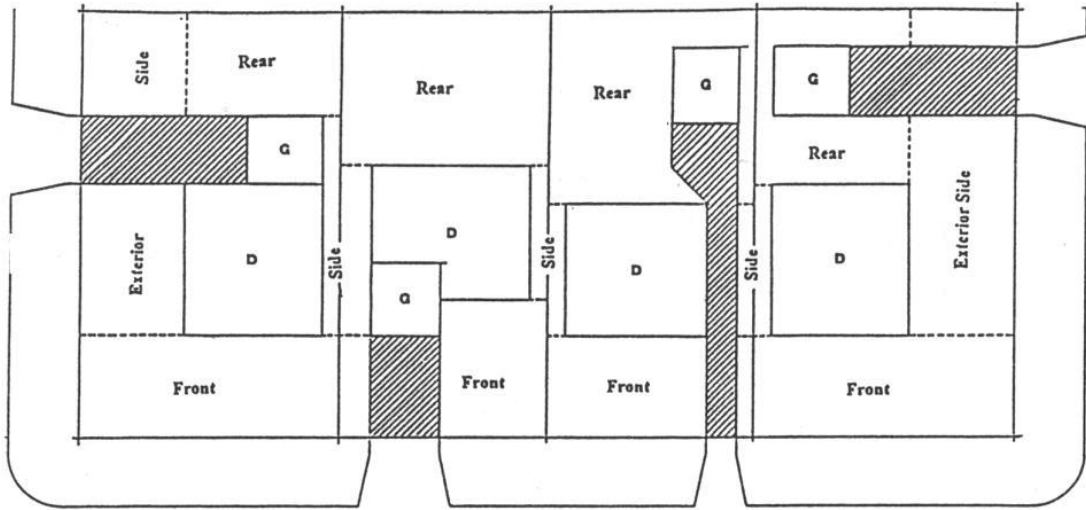 Side
Rear
Rear
Rear
G
G
G
Rear
Exterior
D
Side
D
G
Side
D
Side
D
Exterior Side
Front
Front
Front
Front